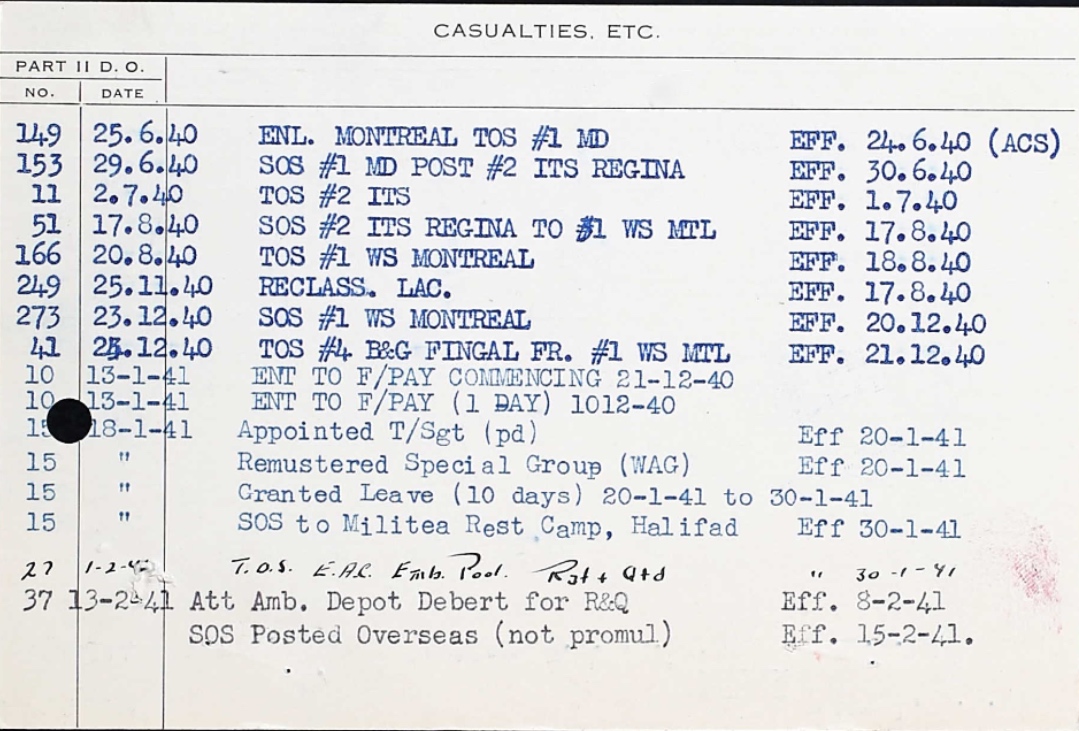 CASUALTIES, ETC.
PART II D. O.
NO. DATE
149 25.6.40 ENL. MONTREAL TOS #1 MD EFF. 24.6.40 (ACS)
153 29.6.40 SOS #1 MD POST #2 ITS REGINA EFF. 30.6.40
11 2.7.40 TOS #2 ITS EFF. 1.7.40
51 17.8.40 SOS #2 ITS REGINA TO #1 WS MTL EFF. 17.8.40
166 20.8.40 TOS #1 WS MONTREAL EFF. 18.8.40
249 25.11.40 RECLASS. LAC. EFF. 17.8.40
273 23.12.40 SOS #1 WS MONTREAL EFF. 20.12.40
41 .12.40 TOS #4 B&G FINGAL FR. #1 WS MTL EFF. 21.12.40
10 13-1-41 ENT TO F/PAY COMMENCING 21-12-40
10 13-1-41 ENT TO F/PAY (1 DAY) 1012-40
15 18-1-41 Appointed T/Sgt (pd) Eff 20-1-41
15 " Remustered Special Group (WAG) Eff 20-1-41
15 " Granted Leave (10 days) 20-1-41 to 30-1-41
15 " SOS to Militea Rest Camp, Halifad Eff 30-1-41
27 1-2- T.O.S. E.A.C. Emb. Pool. Rst + Qtd " 30-1-41
37 13-2-41 Att Amb. Depot Debert for R&Q Eff. 8-2-41
SOS Posted Overseas (not promul) Eff. 15-2-41.